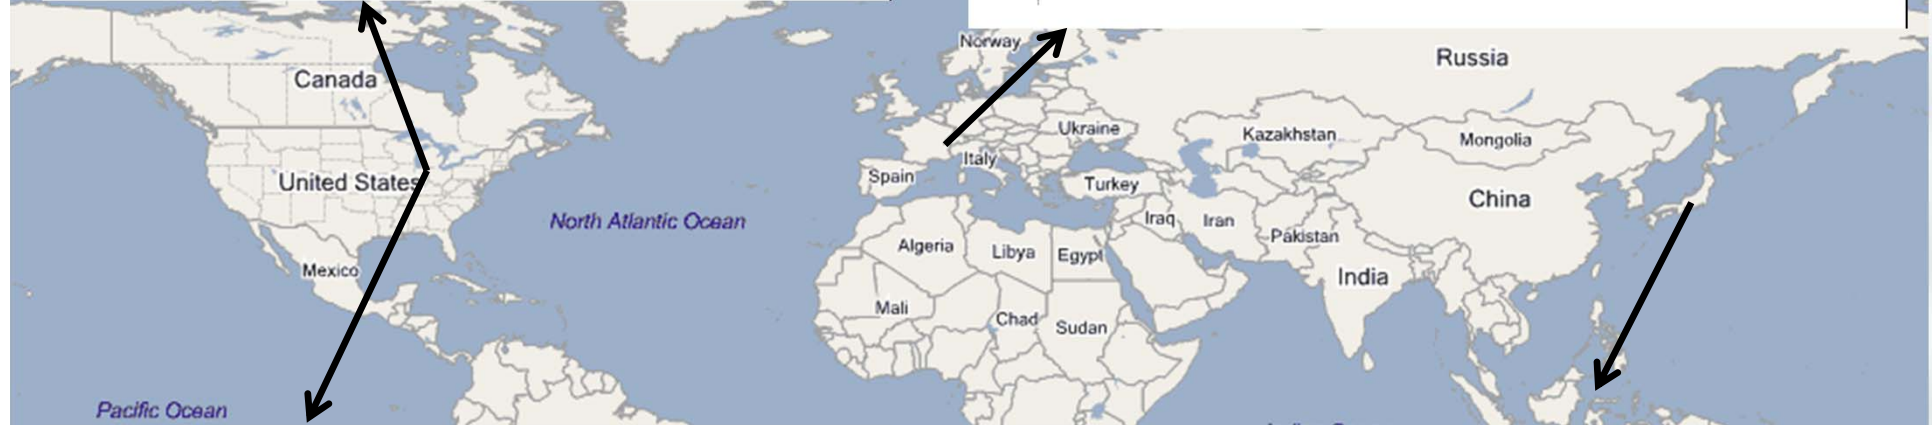 Norway
Russia
Canada
Ukraine
Kazakhstan
Mongolia
Italy
Spain
United States
Turkey
China
North Atlantic Ocean
Iraq
Iran
Pakistan
Algeria
Libya
Egypt
Mexico
India
Mali
Chad
Sudan
Pacific Ocean